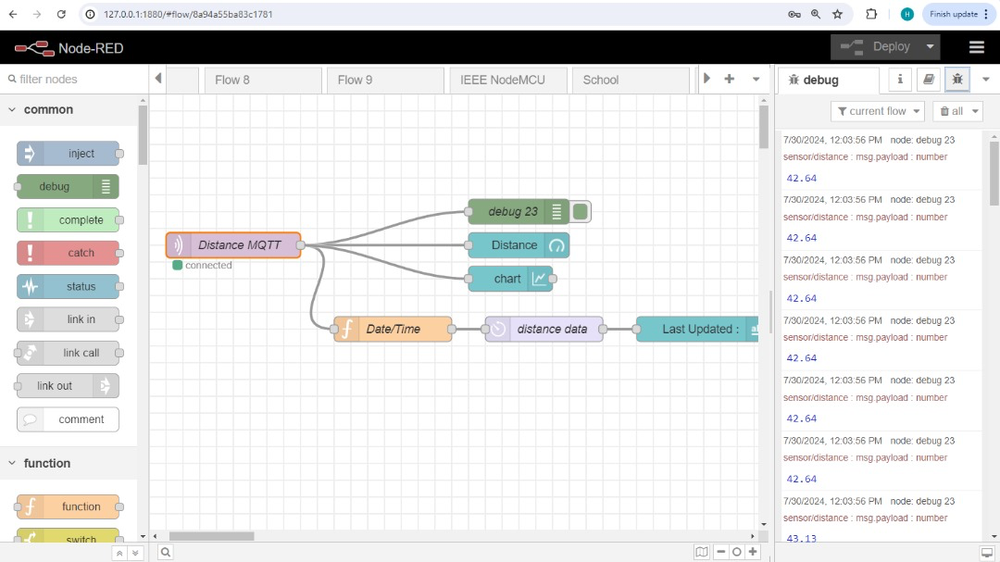 127.0.0.1:1880/#flow/8a94a55ba83c1781
H
Finish update
Node-RED
Deploy
filter nodes
Flow 8
Flow 9
IEEE NodeMCU
School
debug
i
common
current flow
all
inject
debug
complete
catch
status
link in
link call
link out
comment
function
function
switch
Distance MQTT
connected
debug 23
Distance
chart
Date/Time
distance data
Last Updated :
7/30/2024, 12:03:56 PM node: debug 23
sensor/distance : msg.payload : number
42.64
7/30/2024, 12:03:56 PM node: debug 23
sensor/distance : msg.payload : number
42.64
7/30/2024, 12:03:56 PM node: debug 23
sensor/distance : msg.payload : number
42.64
7/30/2024, 12:03:56 PM node: debug 23
sensor/distance : msg.payload : number
42.64
7/30/2024, 12:03:56 PM node: debug 23
sensor/distance : msg.payload : number
42.64
7/30/2024, 12:03:56 PM node: debug 23
sensor/distance : msg.payload : number
42.64
7/30/2024, 12:03:56 PM node: debug 23
sensor/distance : msg.payload : number
43.13